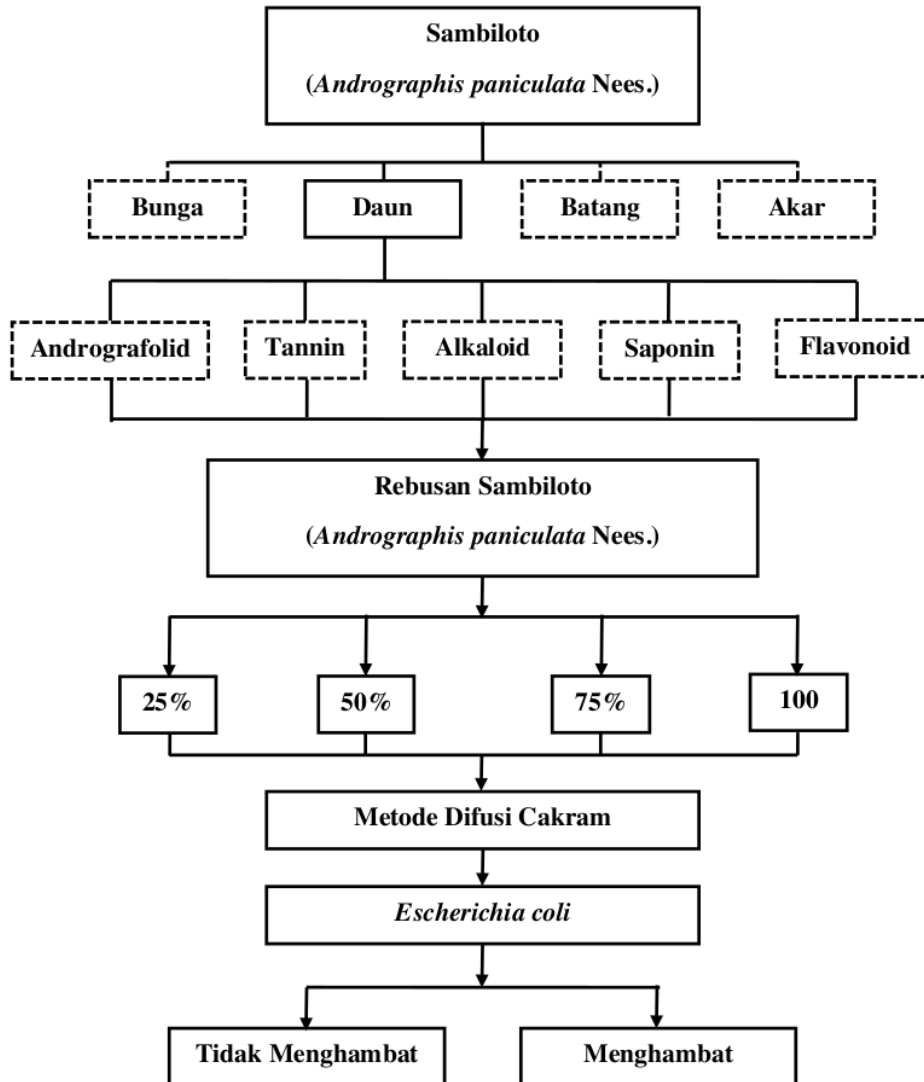 Sambiloto
(Andrographis paniculata Nees.)
Bunga
Daun
Batang
Akar
Andrografolid
Tannin
Alkaloid
Saponin
Flavonoid
Rebusan Sambiloto
(Andrographis paniculata Nees.)
25%
50%
75%
100
Metode Difusi Cakram
Escherichia coli
Tidak Menghambat
Menghambat